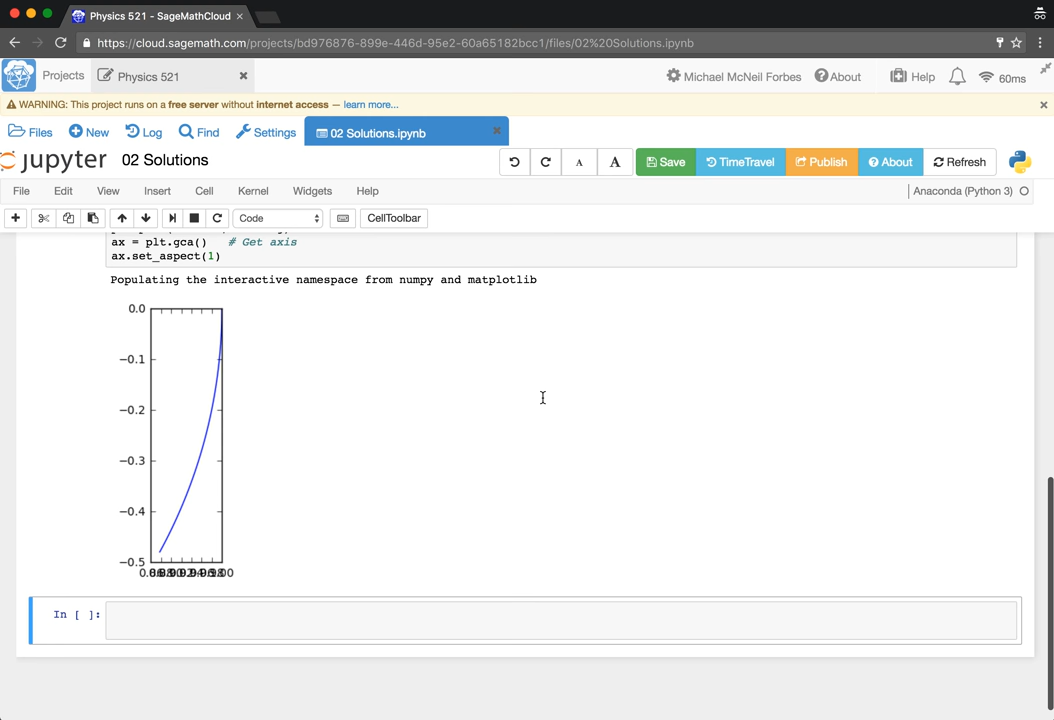 Physics 521 - SageMathCloud
https://cloud.sagemath.com/projects/bd976876-899e-446d-95e2-60a65182bcc1/files/02%20Solutions.ipynb
Projects
Physics 521
Michael McNeil Forbes
About
Help
60ms
WARNING: This project runs on a free server without internet access — learn more...
Files
New
Log
Find
Settings
02 Solutions.ipynb
jupyter
02 Solutions
A
A
Save
TimeTravel
Publish
About
Refresh
File
Edit
View
Insert
Cell
Kernel
Widgets
Help
Anaconda (Python 3)
Code
CellToolbar
ax = plt.gca()   # Get axis
ax.set_aspect(1)
Populating the interactive namespace from numpy and matplotlib
0.0
−0.1
−0.2
−0.3
−0.4
−0.5
In [ ]: